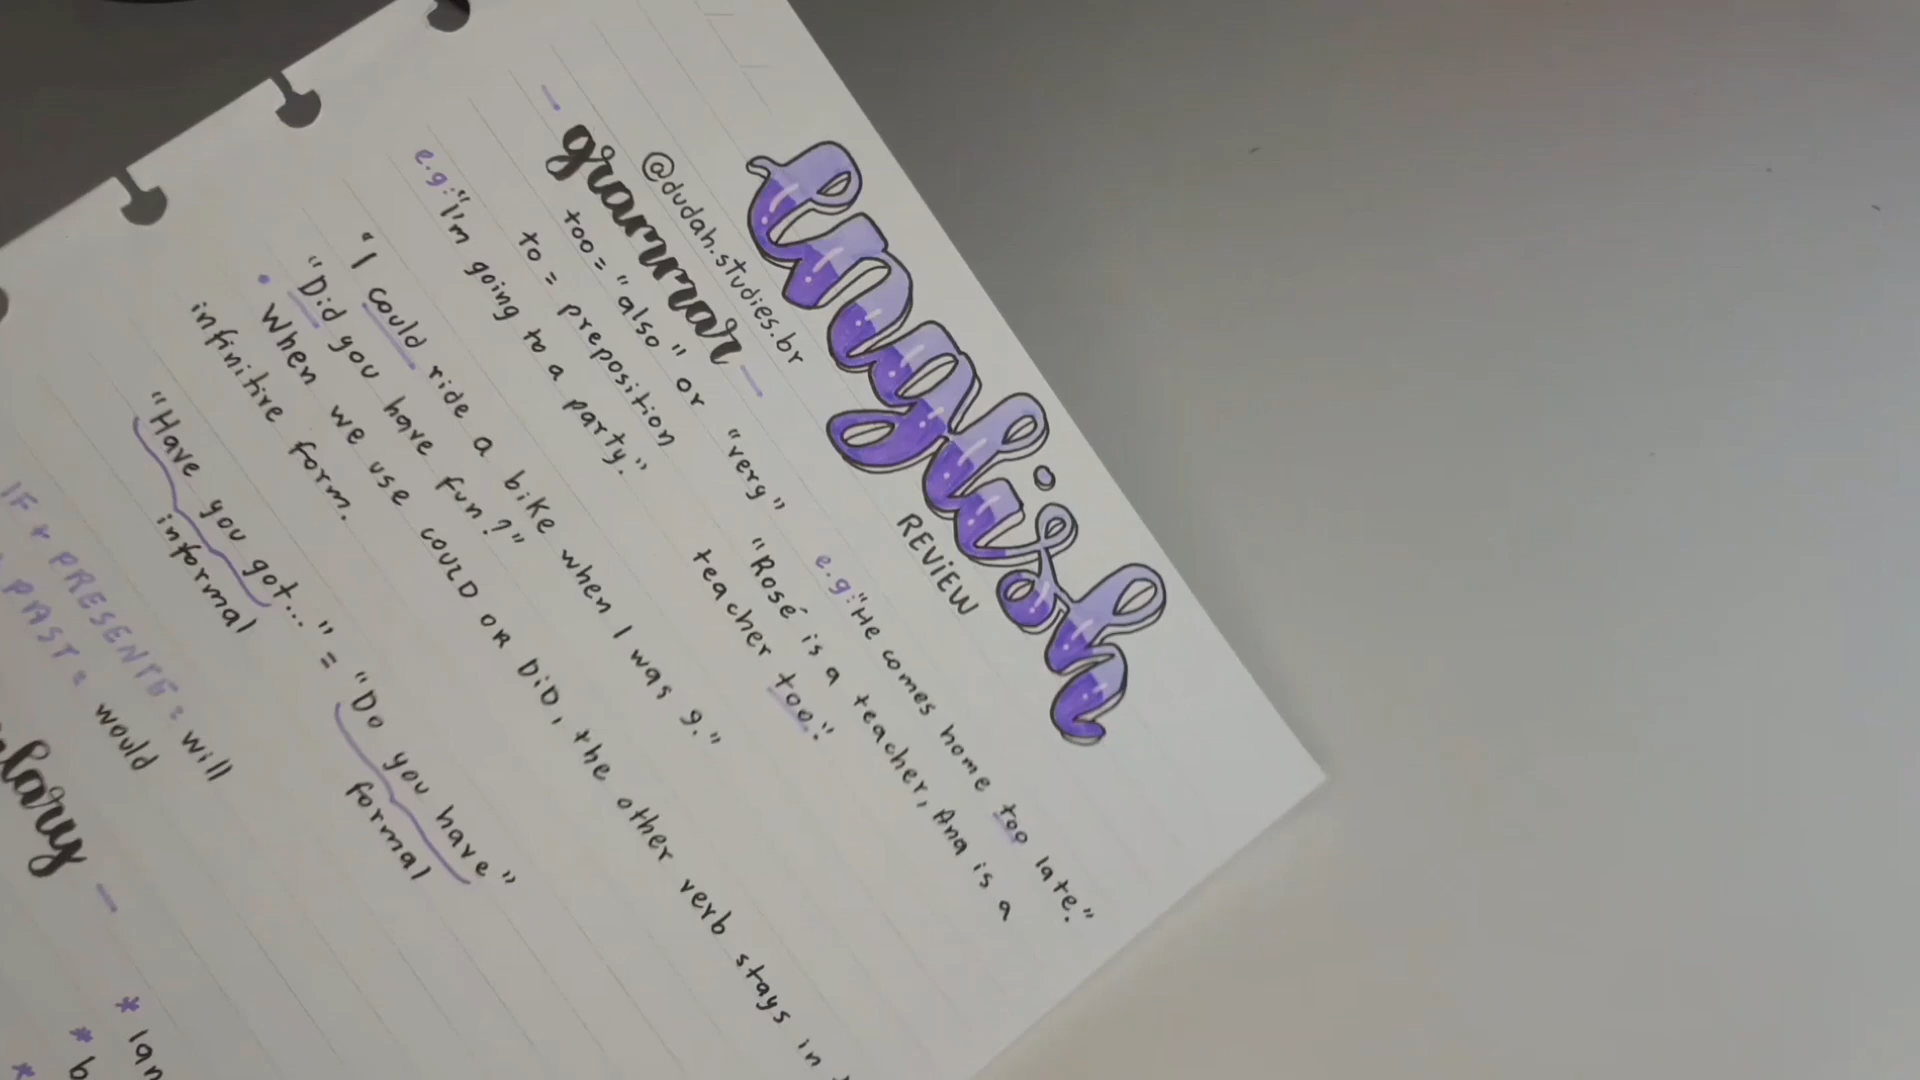 english
REVIEW
@dudah.studies.br
- grammar -
too = "also" or "very"
to = preposition
e.g: "He comes home too late."
"Rosé is a teacher, Ana is a
teacher too."
e.g: "I'm going to a party."
"I could ride a bike when I was 9."
"Did you have fun?"
• When we use COULD OR DiD, the other verb stays in
infinitive form.
"Have you got..." = "Do you have"
informal
formal
IF + PRESENTE: will
PAST: would